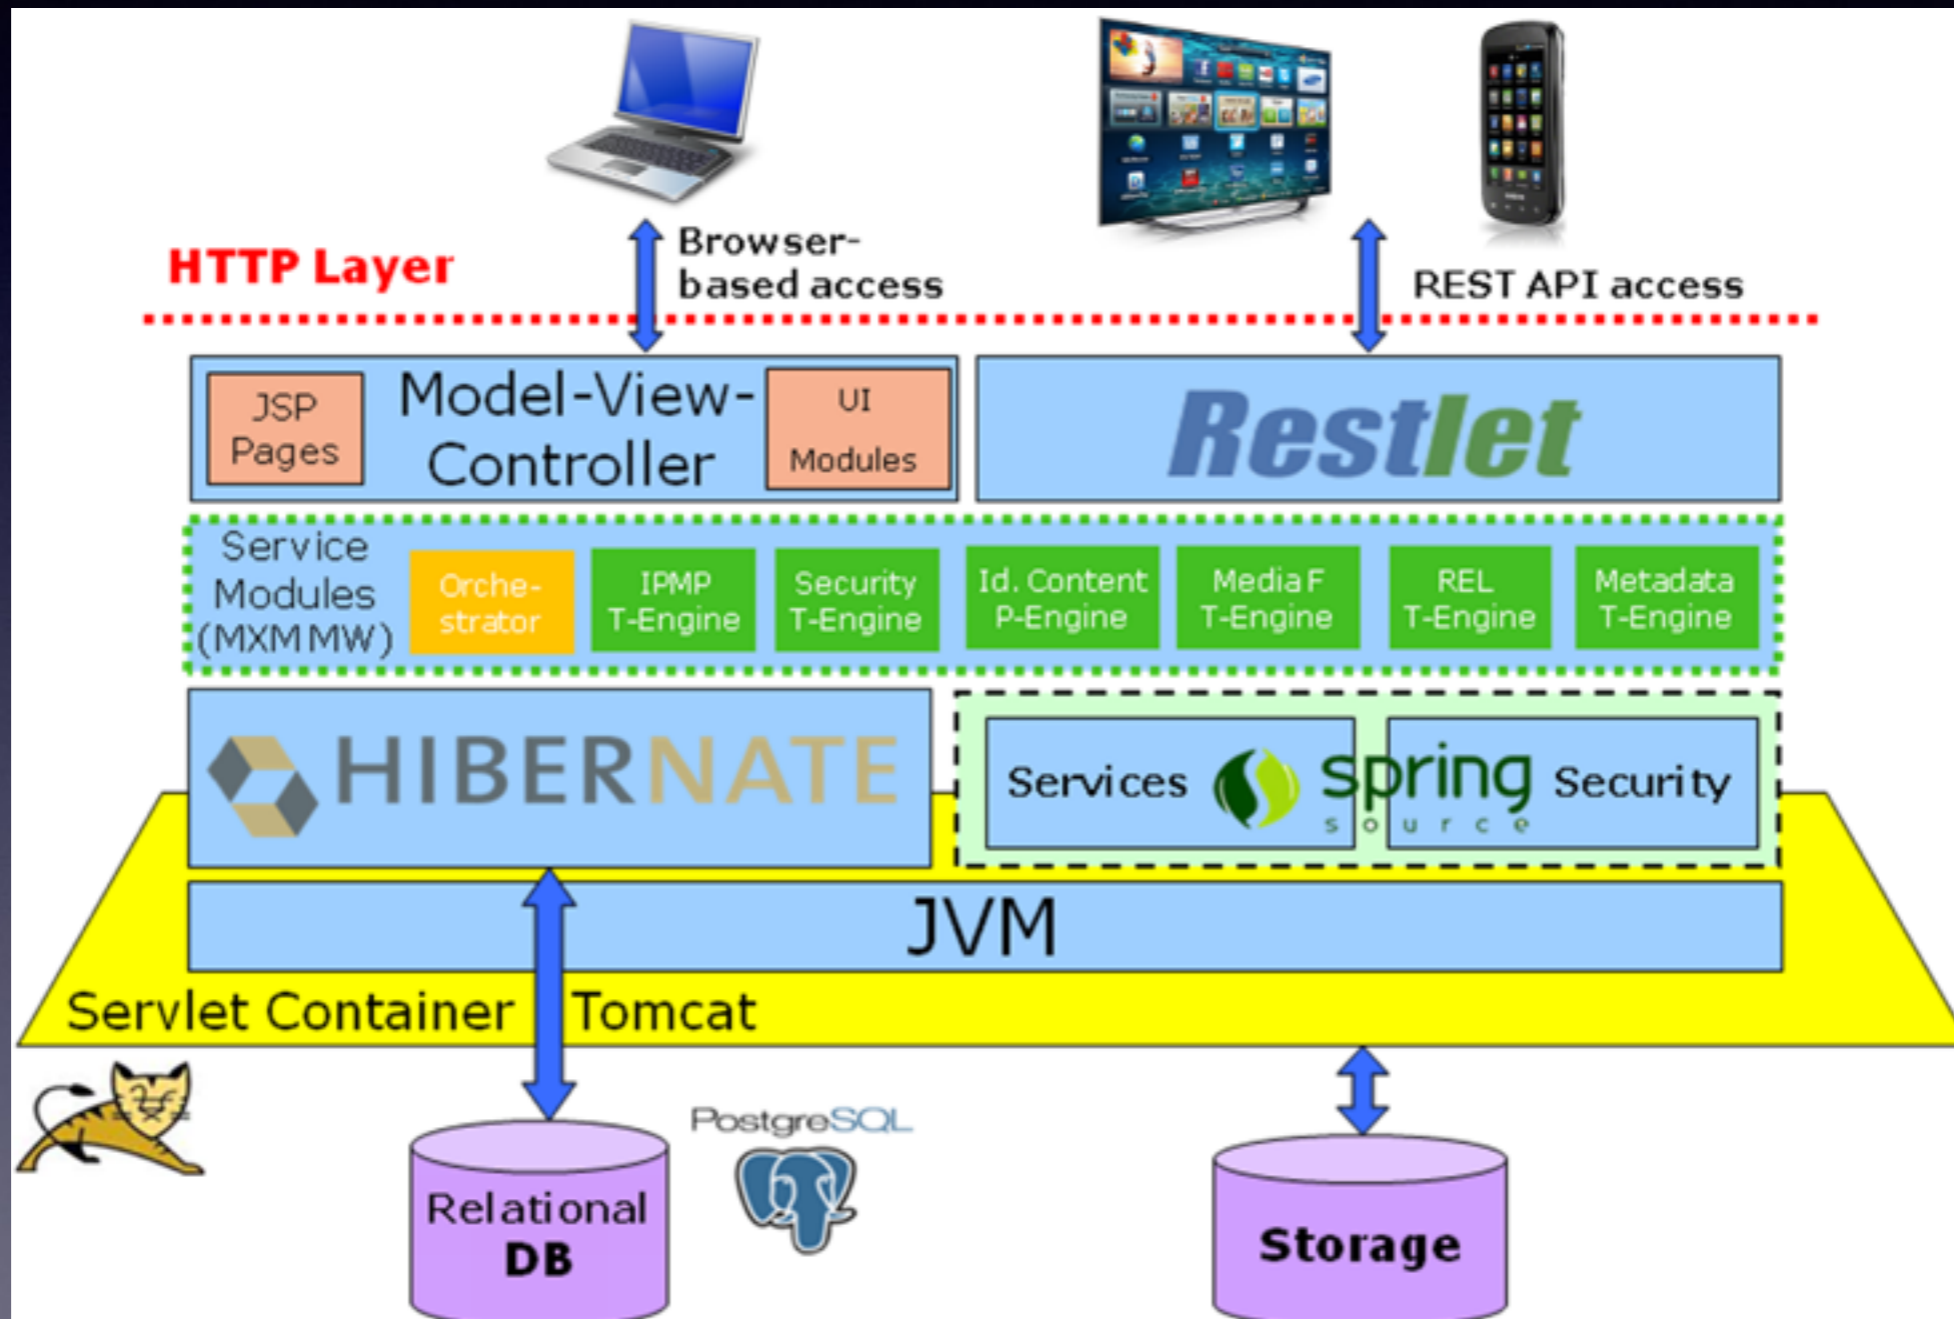 Browser-
based access
HTTP Layer
REST API access
JSP
Pages
Model-View-
Controller
UI
Modules
Restlet
Service
Modules
(MXM MW)
Orche-
strator
IPMP
T-Engine
Security
T-Engine
Id. Content
P-Engine
Media F
T-Engine
REL
T-Engine
Metadata
T-Engine
HIBERNATE
Services
spring
source
Security
JVM
Servlet Container Tomcat
PostgreSQL
Relational
DB
Storage